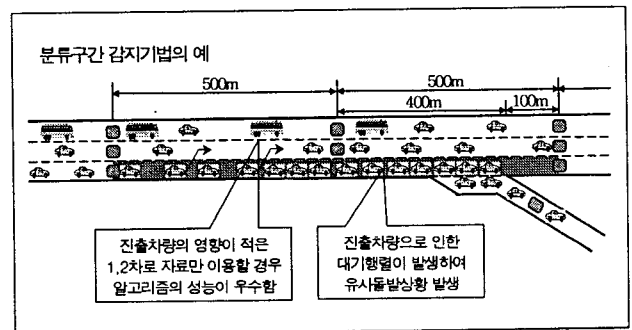 분류구간 감지기법의 예
500m
500m
400m
100m
진출차량의 영향이 적은
1,2차로 자료만 이용할 경우
알고리즘의 성능이 우수함
진출차량으로 인한
대기행렬이 발생하여
유사돌발상황 발생